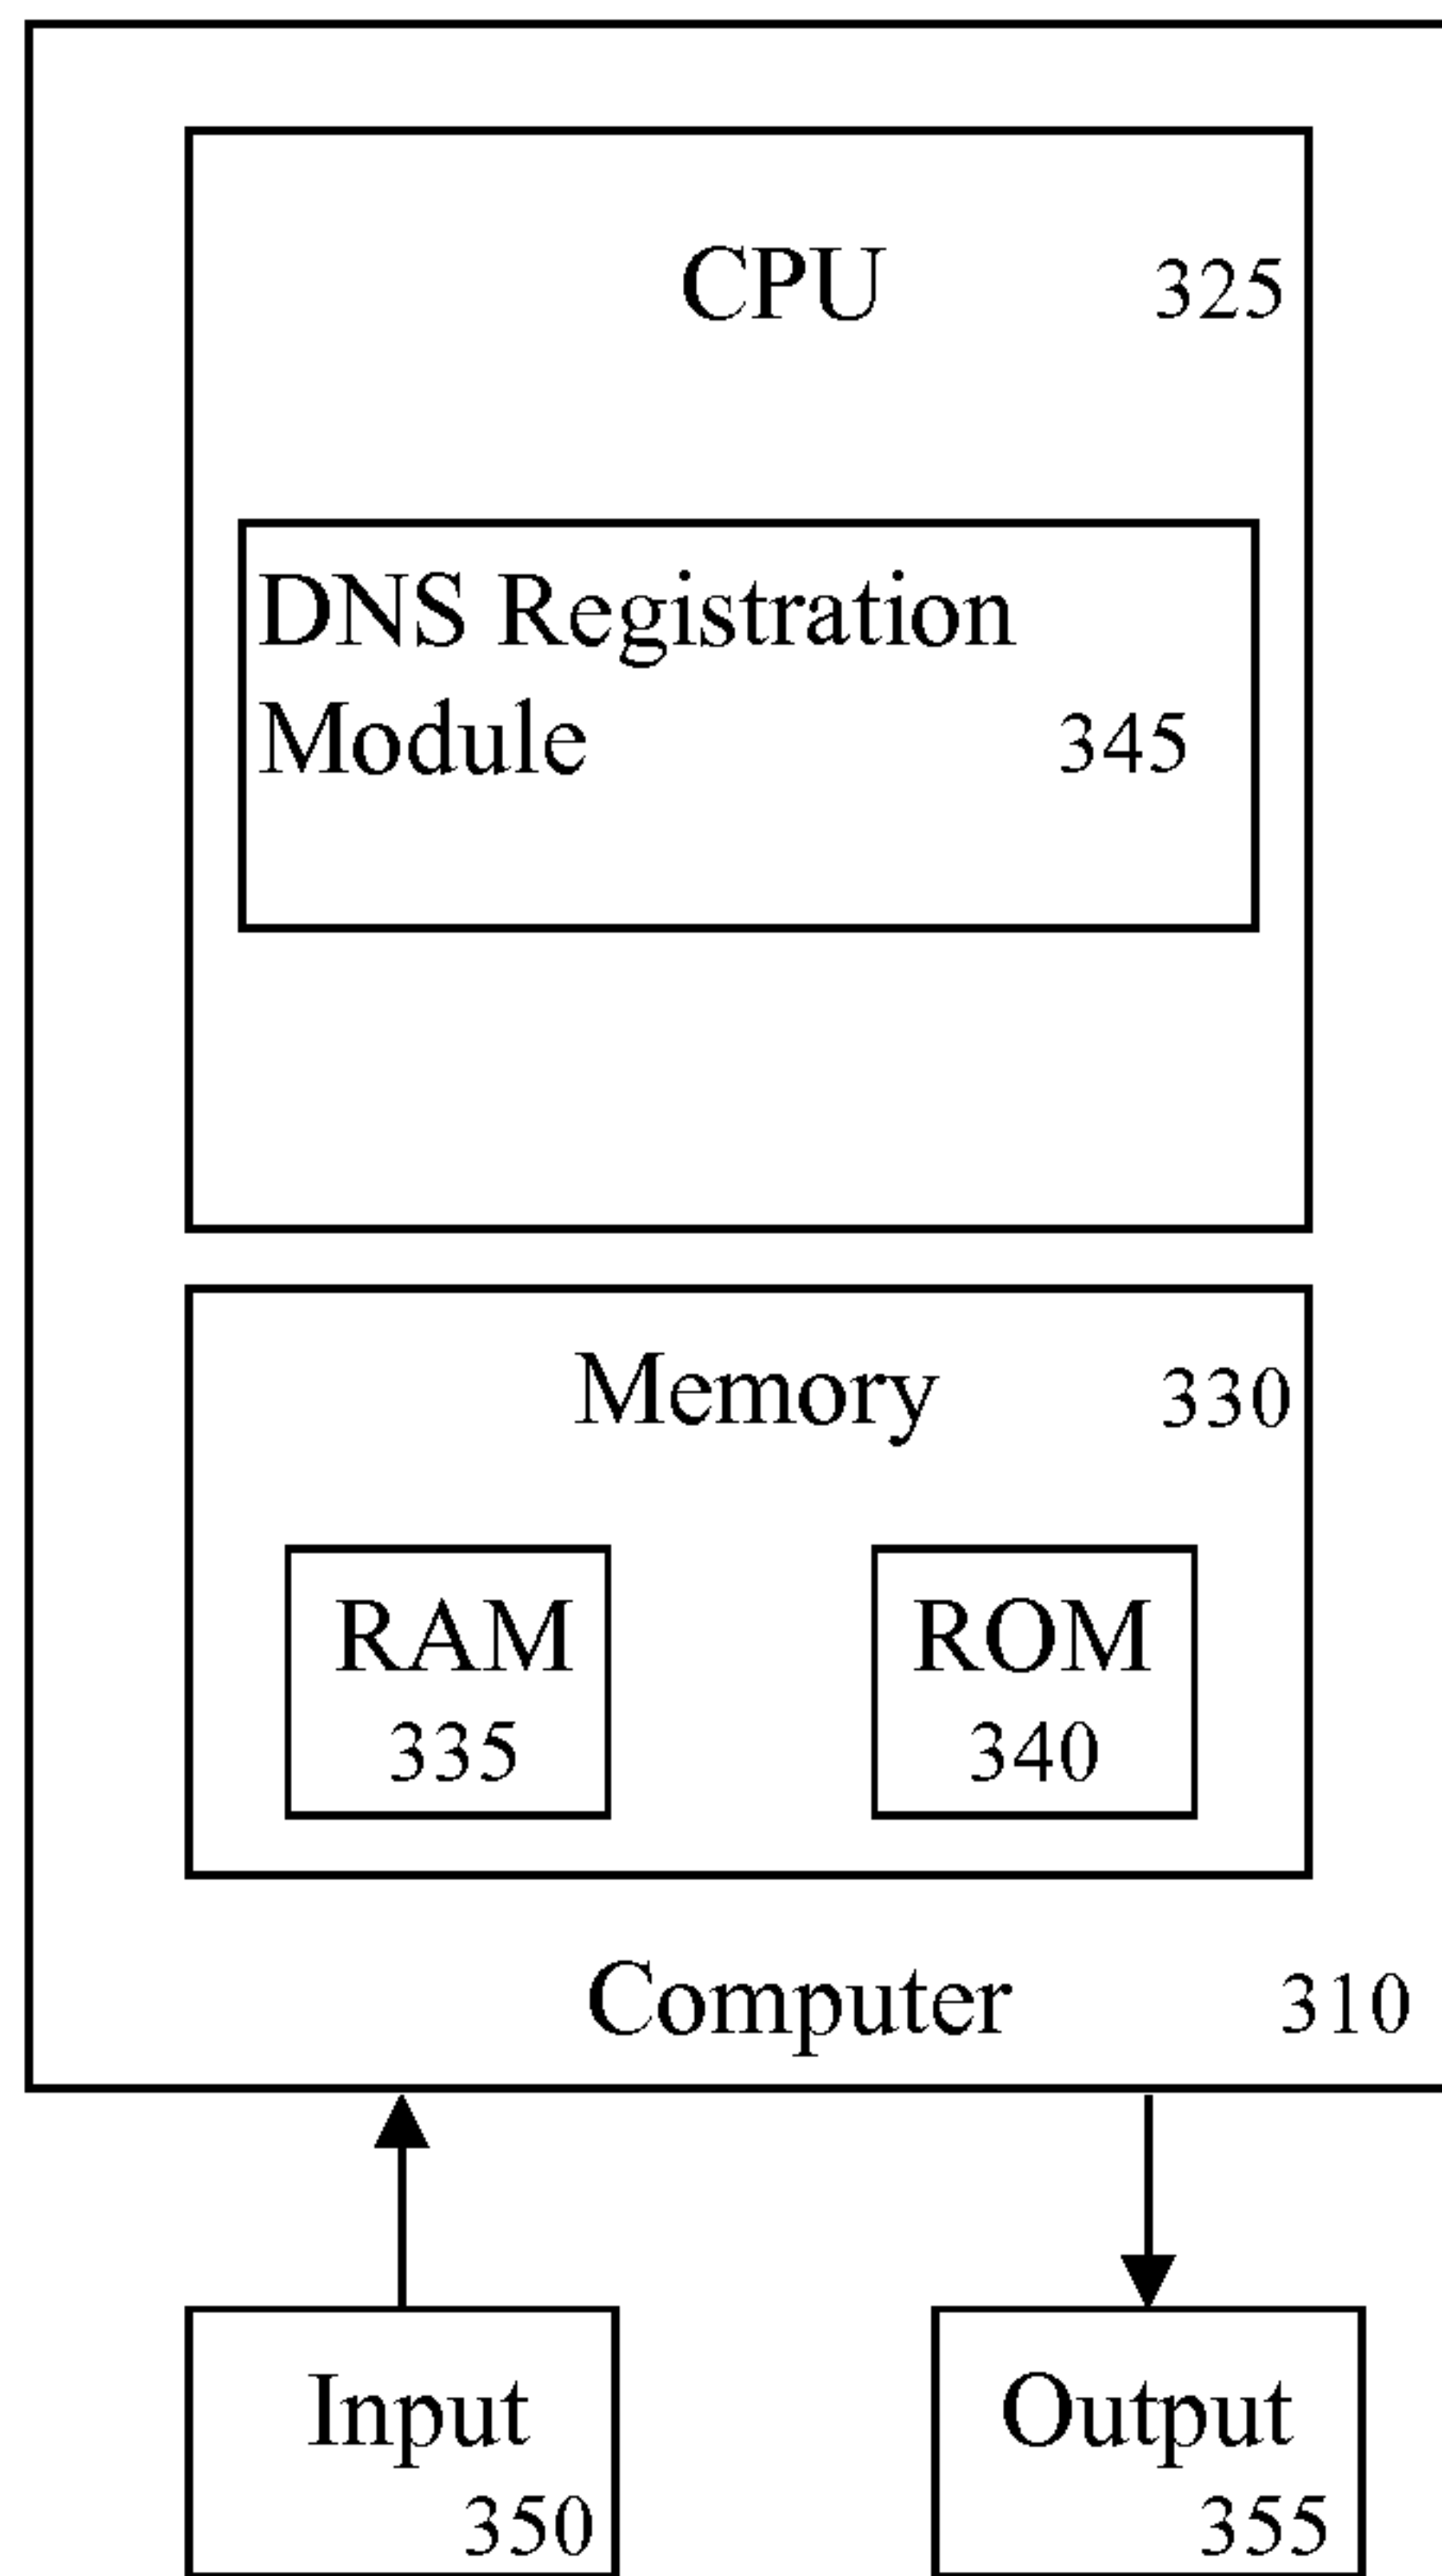 CPU 325
DNS Registration
Module 345
Memory 330
RAM ROM
335 340
Computer 310
Input Output
350 355